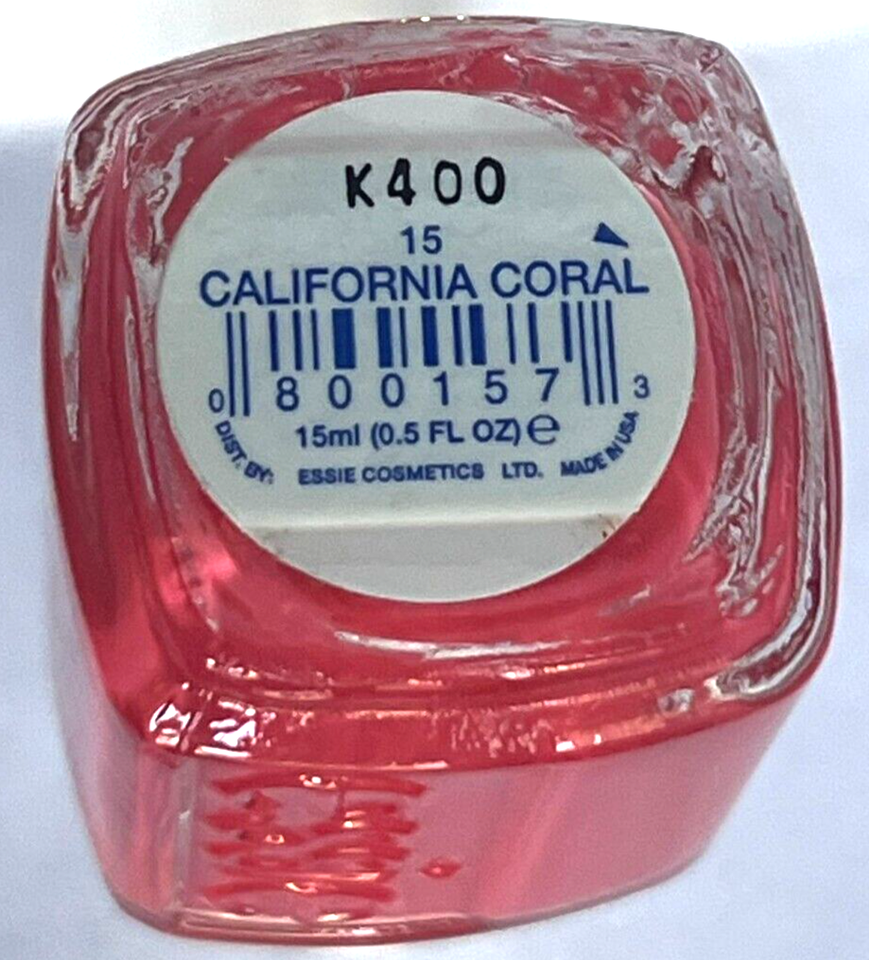 K400
15
CALIFORNIA CORAL
0 800157 3
15ml (0.5 FL OZ) e
DIST. BY: ESSIE COSMETICS LTD. MADE IN USA